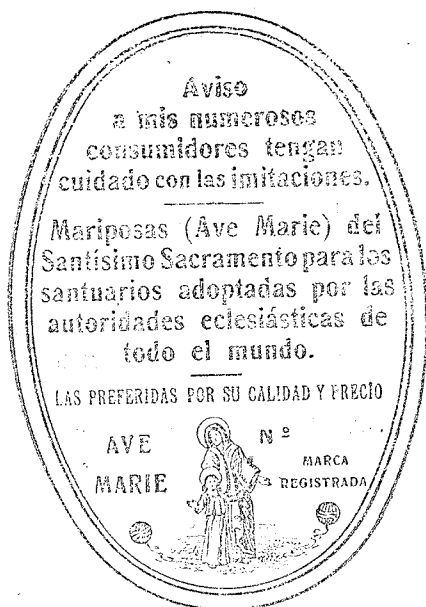 Aviso
a mis numerosos
consumidores tengan
cuidado con las imitaciones.
Mariposas (Ave Marie) del
Santísimo Sacramento para los
santuarios adoptadas por las
autoridades eclesiásticas de
todo el mundo.
LAS PREFERIDAS POR SU CALIDAD Y PRECIO
AVE
MARIE
Nº
MARCA
REGISTRADA